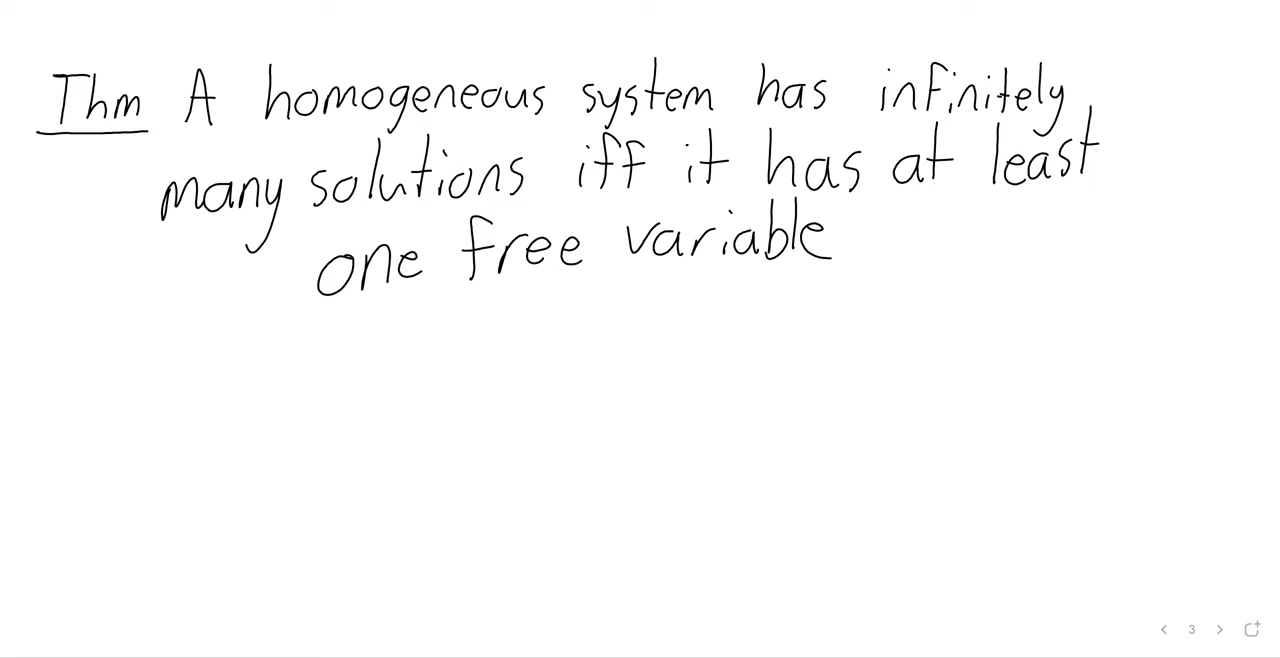 Thm A homogeneous system has infinitely
many solutions iff it has at least
one free variable
3